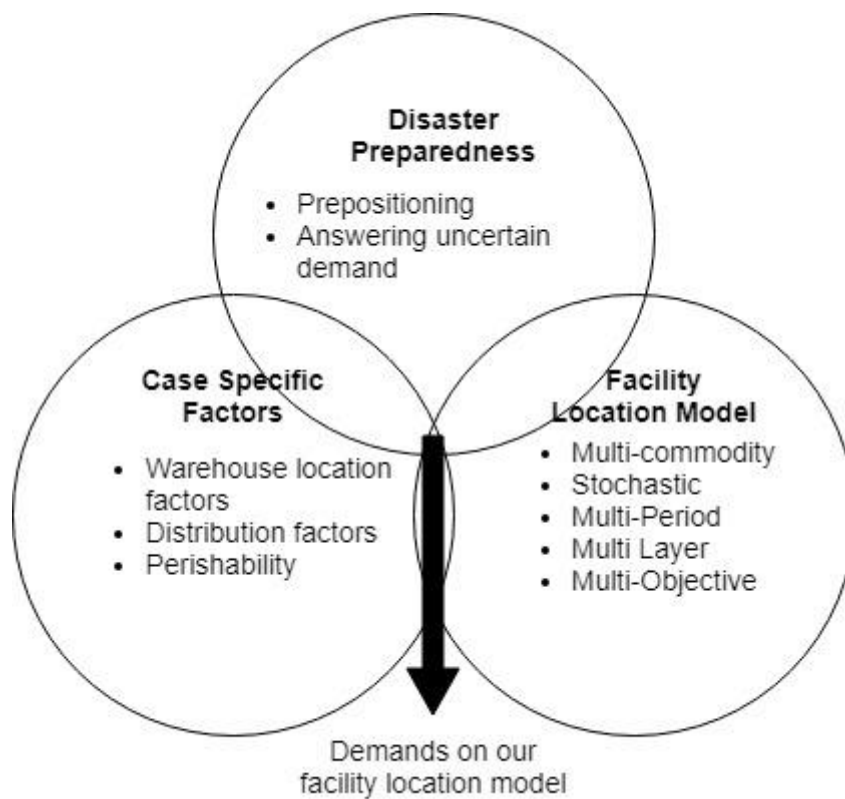 Disaster
Preparedness
• Prepositioning
• Answering uncertain
demand
Case Specific
Factors
• Warehouse location
factors
• Distribution factors
• Perishability
Facility
Location Model
• Multi-commodity
• Stochastic
• Multi-Period
• Multi Layer
• Multi-Objective
Demands on our
facility location model